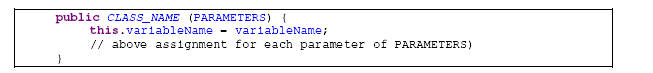 public CLASS_NAME (PARAMETERS) {
this.variableName = variableName;
// above assignment for each parameter of PARAMETERS)
}